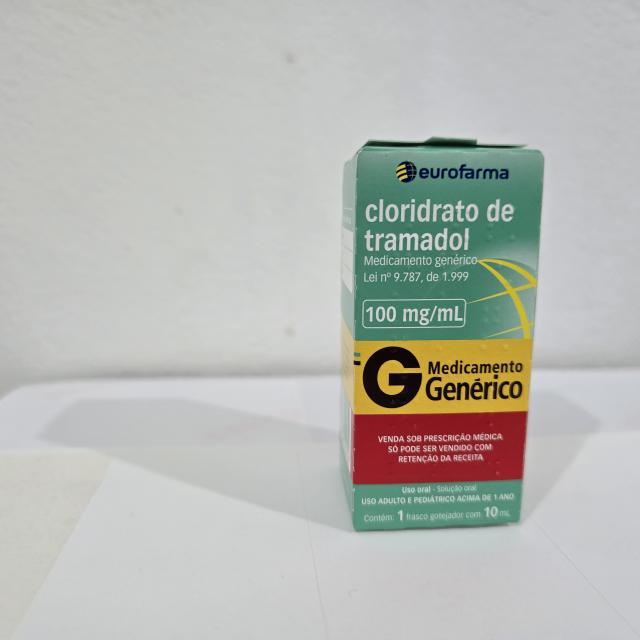 eurofarma
cloridrato de
tramadol
Medicamento genérico
Lei nº 9.787, de 1.999
100 mg/mL
G Medicamento
Genérico
VENDA SOB PRESCRIÇÃO MÉDICA
SÓ PODE SER VENDIDO COM
RETENÇÃO DA RECEITA
Uso oral - Solução oral
USO ADULTO E PEDIÁTRICO ACIMA DE 1 ANO
Contém: 1 frasco gotejador com 10 mL